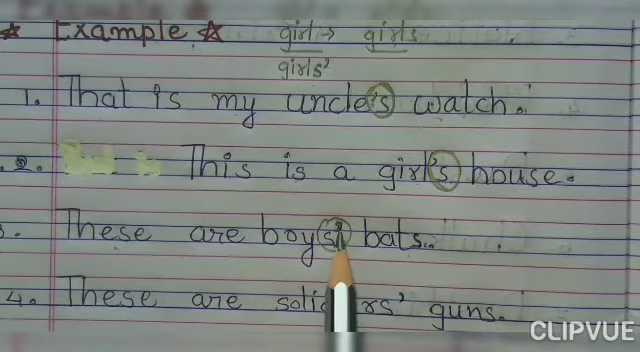 ★ Example ★ girl → girls
girls'
1. That is my uncle's watch.
2. This is a girl's house.
3. These are boys' bats.
4. These are guns.
CLIPVUE